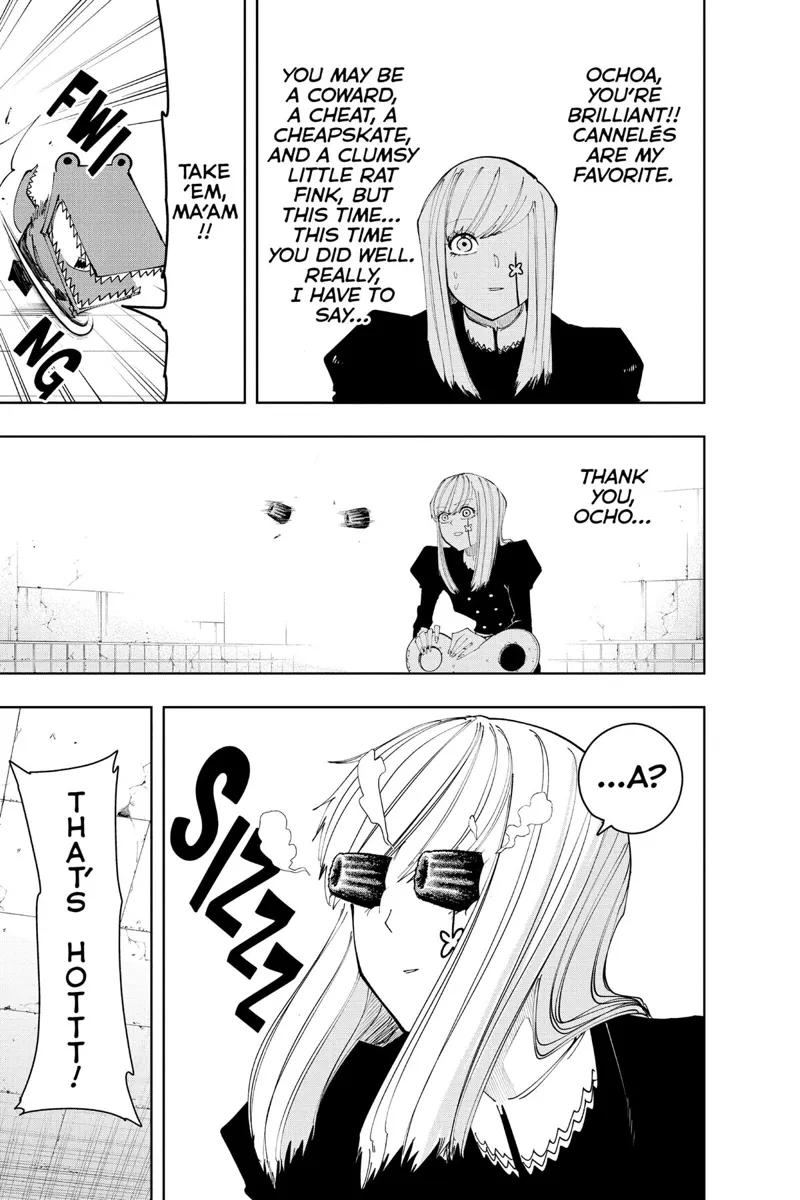 OCHOA,
YOU'RE
BRILLIANT!!
CANNELÉS
ARE MY
FAVORITE.
YOU MAY BE
A COWARD,
A CHEAT, A
CHEAPSKATE,
AND A CLUMSY
LITTLE RAT
FINK, BUT
THIS TIME...
THIS TIME
YOU DID WELL.
REALLY,
I HAVE TO
SAY...
TAKE
'EM,
MA'AM
!!
FWI
NG
THANK
YOU,
OCHO...
...A?
SIZZZ
THAT'S HOTTT!